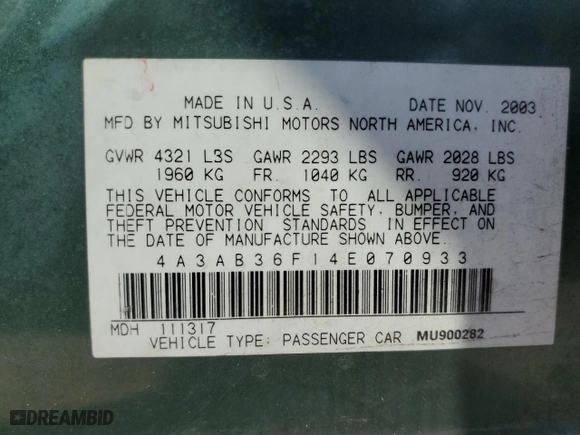 MADE IN U.S.A. DATE NOV. 2003
MFD BY MITSUBISHI MOTORS NORTH AMERICA, INC.
GVWR 4321 L3S GAWR 2293 LBS GAWR 2028 LBS
1960 KG FR. 1040 KG RR. 920 KG
THIS VEHICLE CONFORMS TO ALL APPLICABLE
FEDERAL MOTOR VEHICLE SAFETY, BUMPER, AND
THEFT PREVENTION STANDARDS IN EFFECT ON
THE DATE OF MANUFACTURE SHOWN ABOVE.
4A3AB36F14E070933
MDH 111317
VEHICLE TYPE: PASSENGER CAR MU900282
DREAMBID